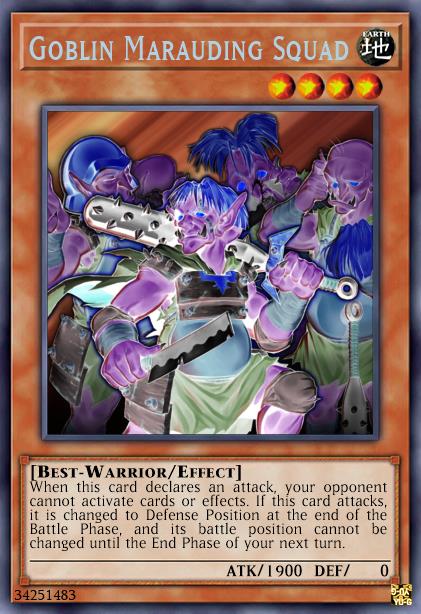 Goblin Marauding Squad
EARTH
地
[Best-Warrior/Effect]
When this card declares an attack, your opponent
cannot activate cards or effects. If this card attacks,
it is changed to Defense Position at the end of the
Battle Phase, and its battle position cannot be
changed until the End Phase of your next turn.
ATK/1900 DEF/ 0
34251483